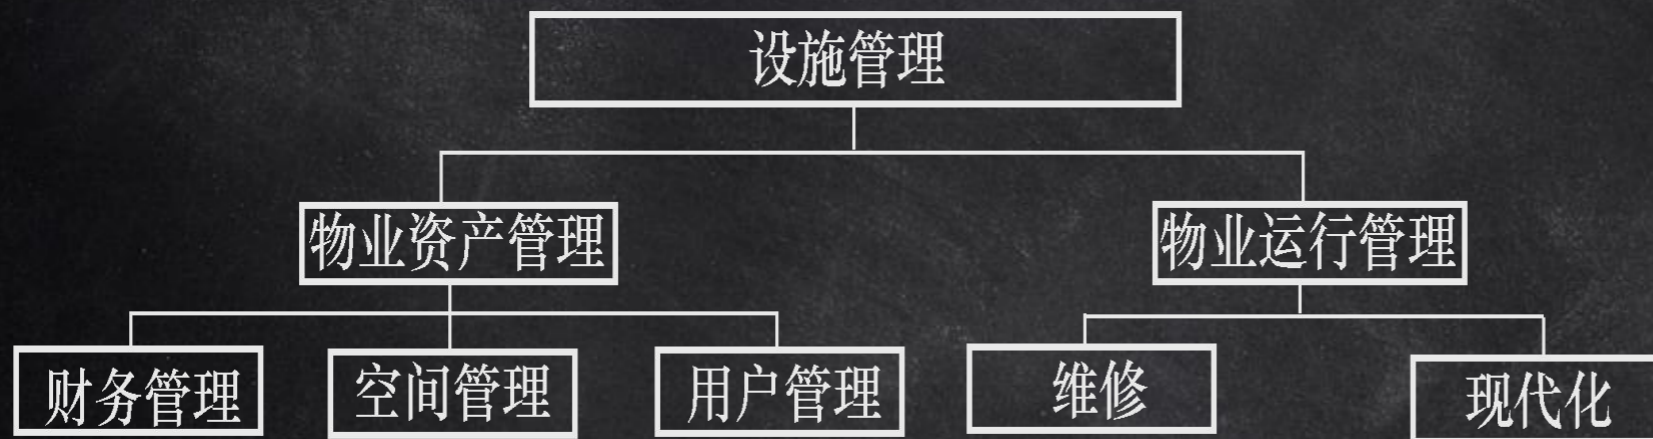 设施管理
物业资产管理
物业运行管理
财务管理
空间管理
用户管理
维修
现代化